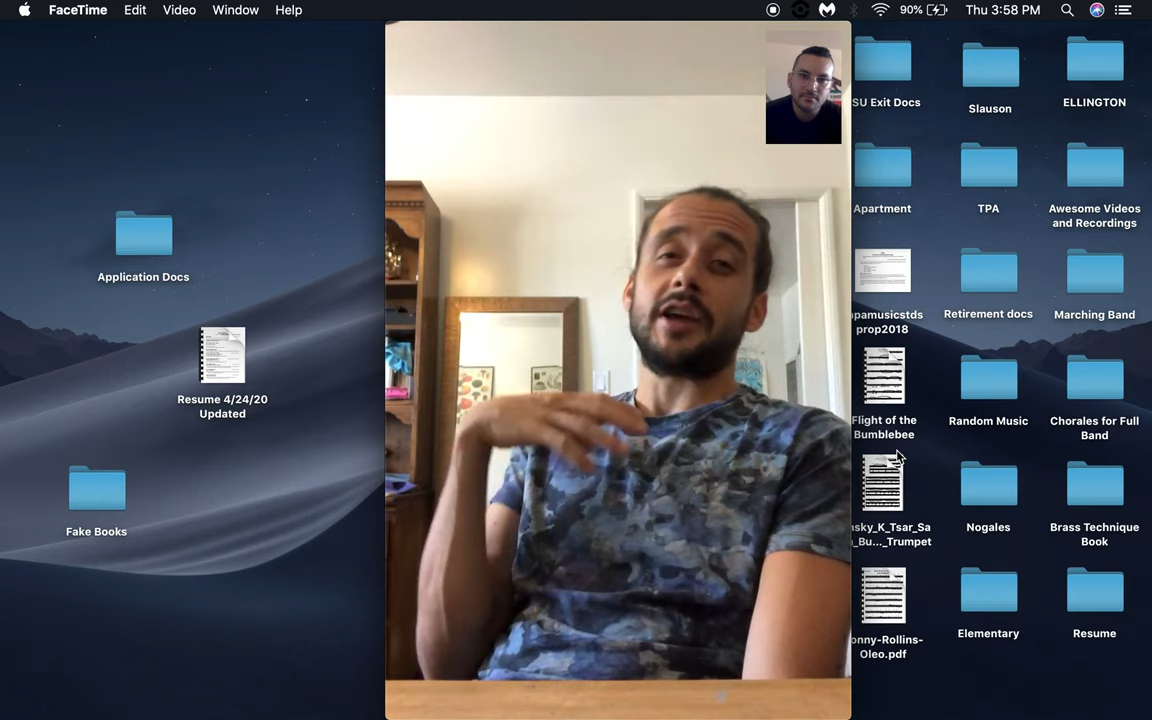 FaceTime Edit Video Window Help
90% Thu 3:58 PM
SU Exit Docs
Slauson
ELLINGTON
Apartment
TPA
Awesome Videos
and Recordings
Application Docs
prop2018
Retirement docs
Marching Band
Resume 4/24/20
Updated
Flight of the
Bumblebee
Random Music
Chorales for Full
Band
Fake Books
nsky_K_Tsar_Sa
_Bu..._Trumpet
Nogales
Brass Technique
Book
onny-Rollins-
Oleo.pdf
Elementary
Resume